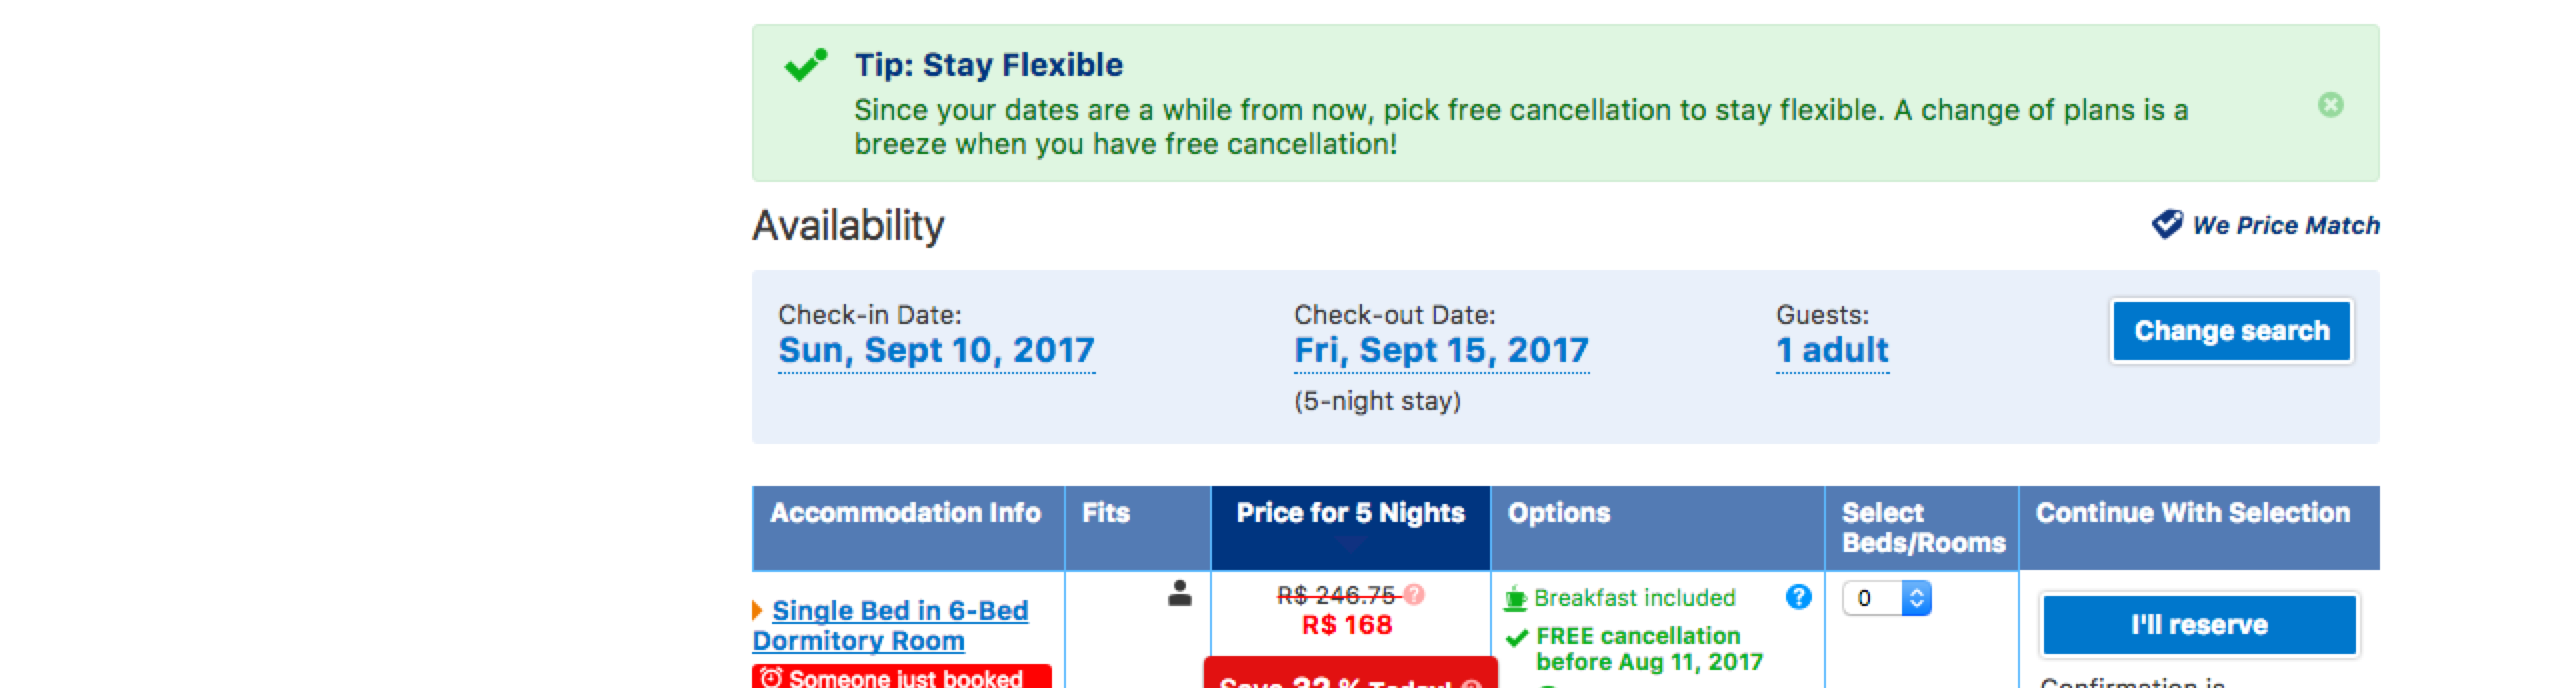 Tip: Stay Flexible
Since your dates are a while from now, pick free cancellation to stay flexible. A change of plans is a
breeze when you have free cancellation!
Availability
We Price Match
Check-in Date:
Sun, Sept 10, 2017
Check-out Date:
Fri, Sept 15, 2017
(5-night stay)
Guests:
1 adult
Change search
Accommodation Info
Fits
Price for 5 Nights
Options
Select
Beds/Rooms
Continue With Selection
Single Bed in 6-Bed
Dormitory Room
Someone just booked
R$ 246.75
R$ 168
Save 32% Today!
Breakfast included
FREE cancellation
before Aug 11, 2017
0
I'll reserve
Confirmation is